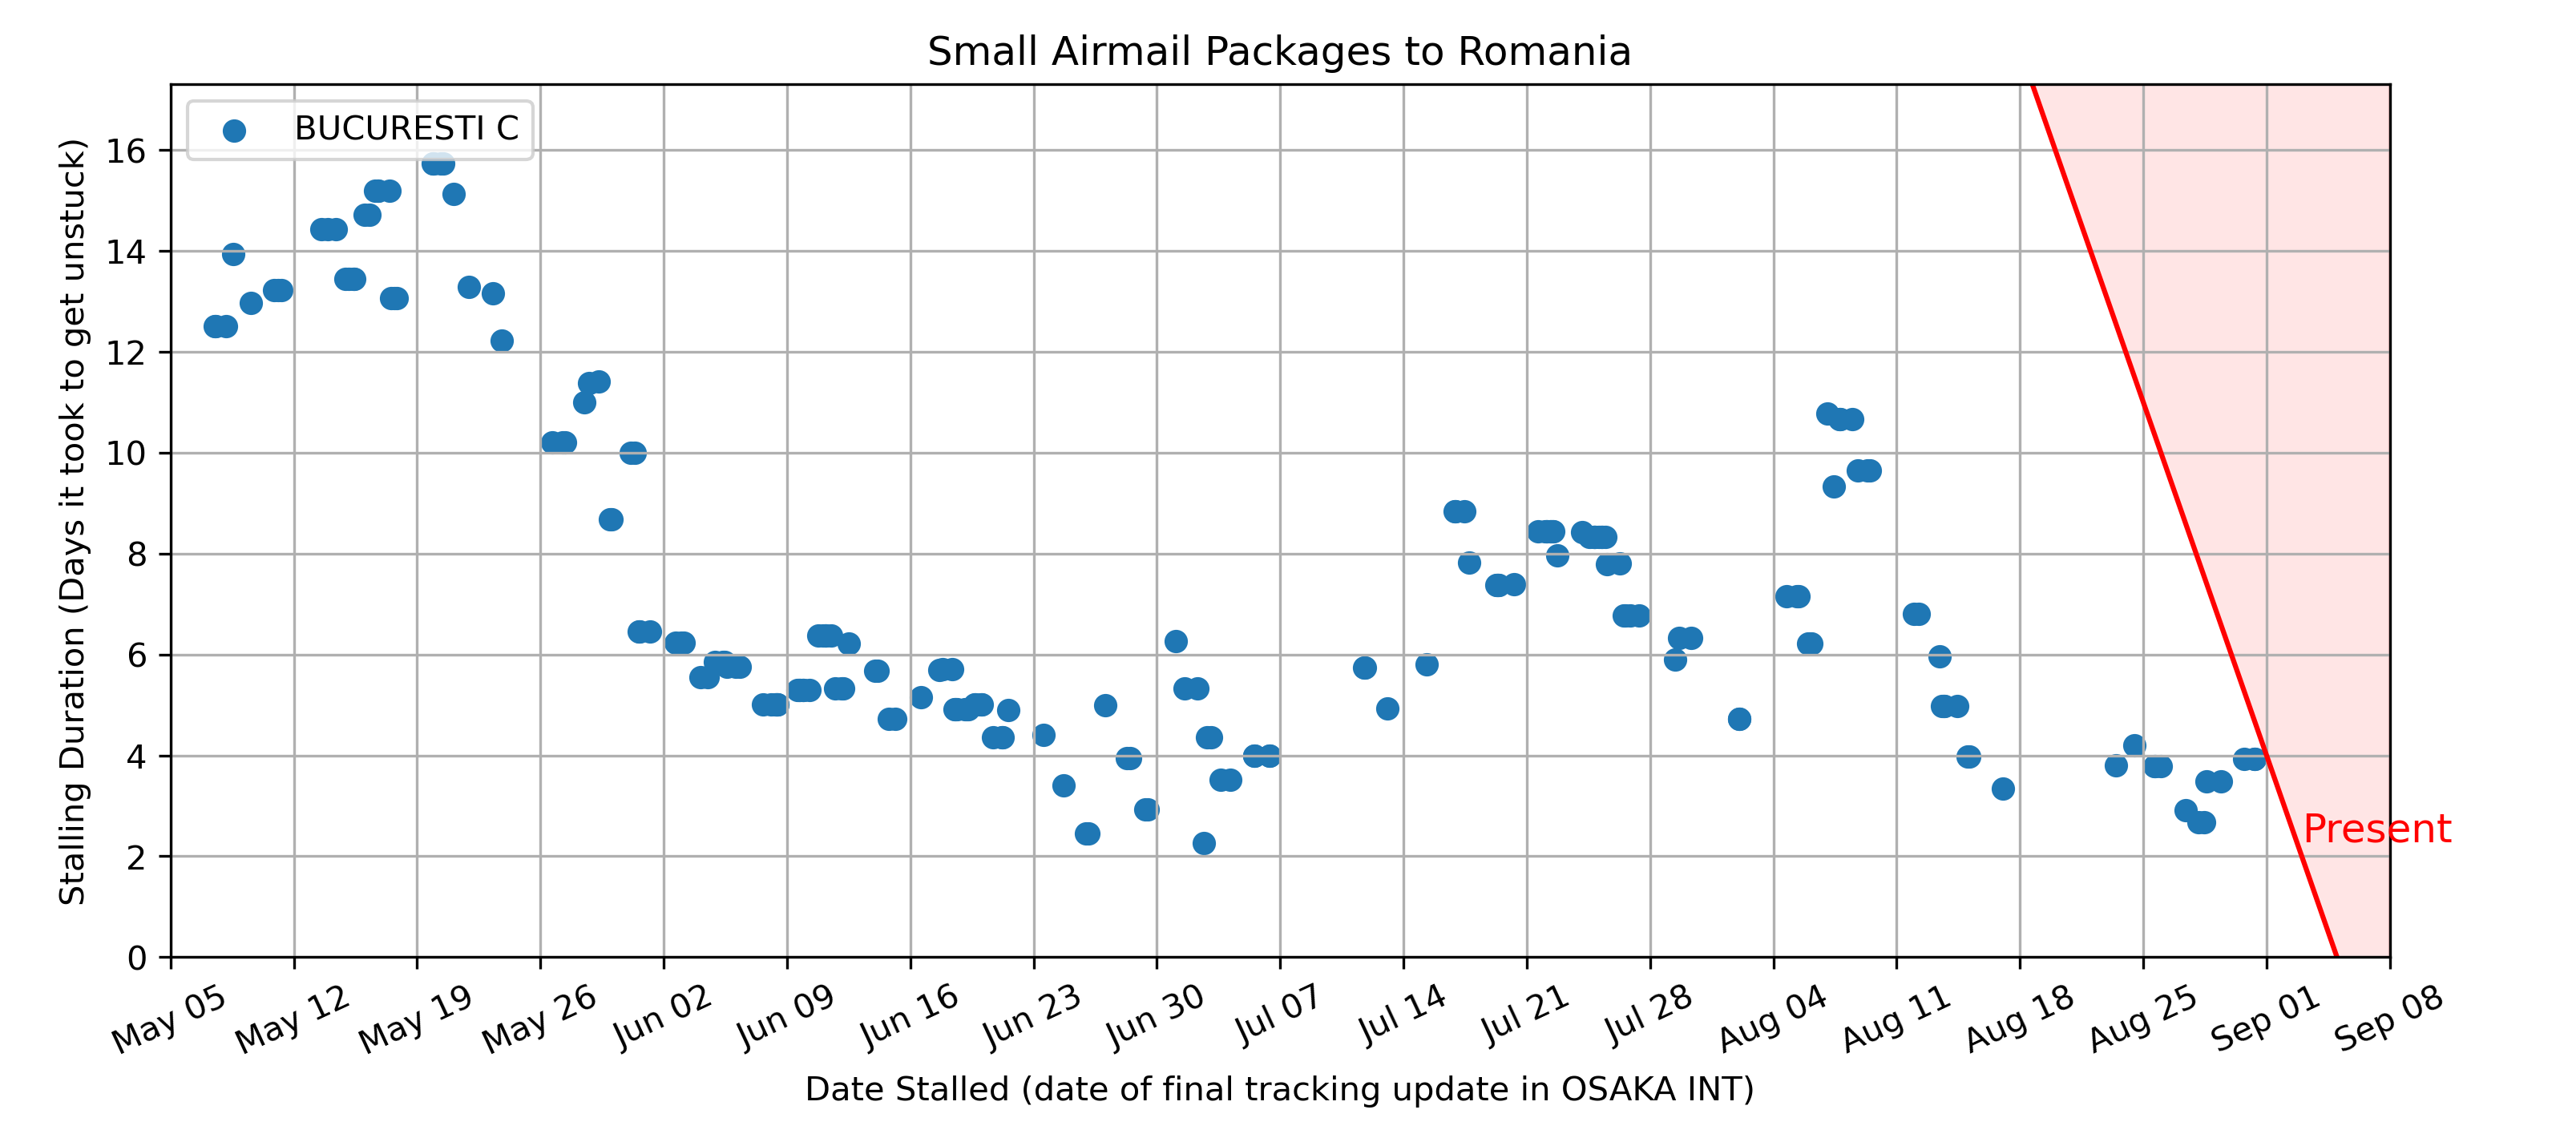 Small Airmail Packages to Romania
BUCURESTI C
Stalling Duration (Days it took to get unstuck)
16
14
12
10
8
6
4
2
0
Present
May 05
May 12
May 19
May 26
Jun 02
Jun 09
Jun 16
Jun 23
Jun 30
Jul 07
Jul 14
Jul 21
Jul 28
Aug 04
Aug 11
Aug 18
Aug 25
Sep 01
Sep 08
Date Stalled (date of final tracking update in OSAKA INT)